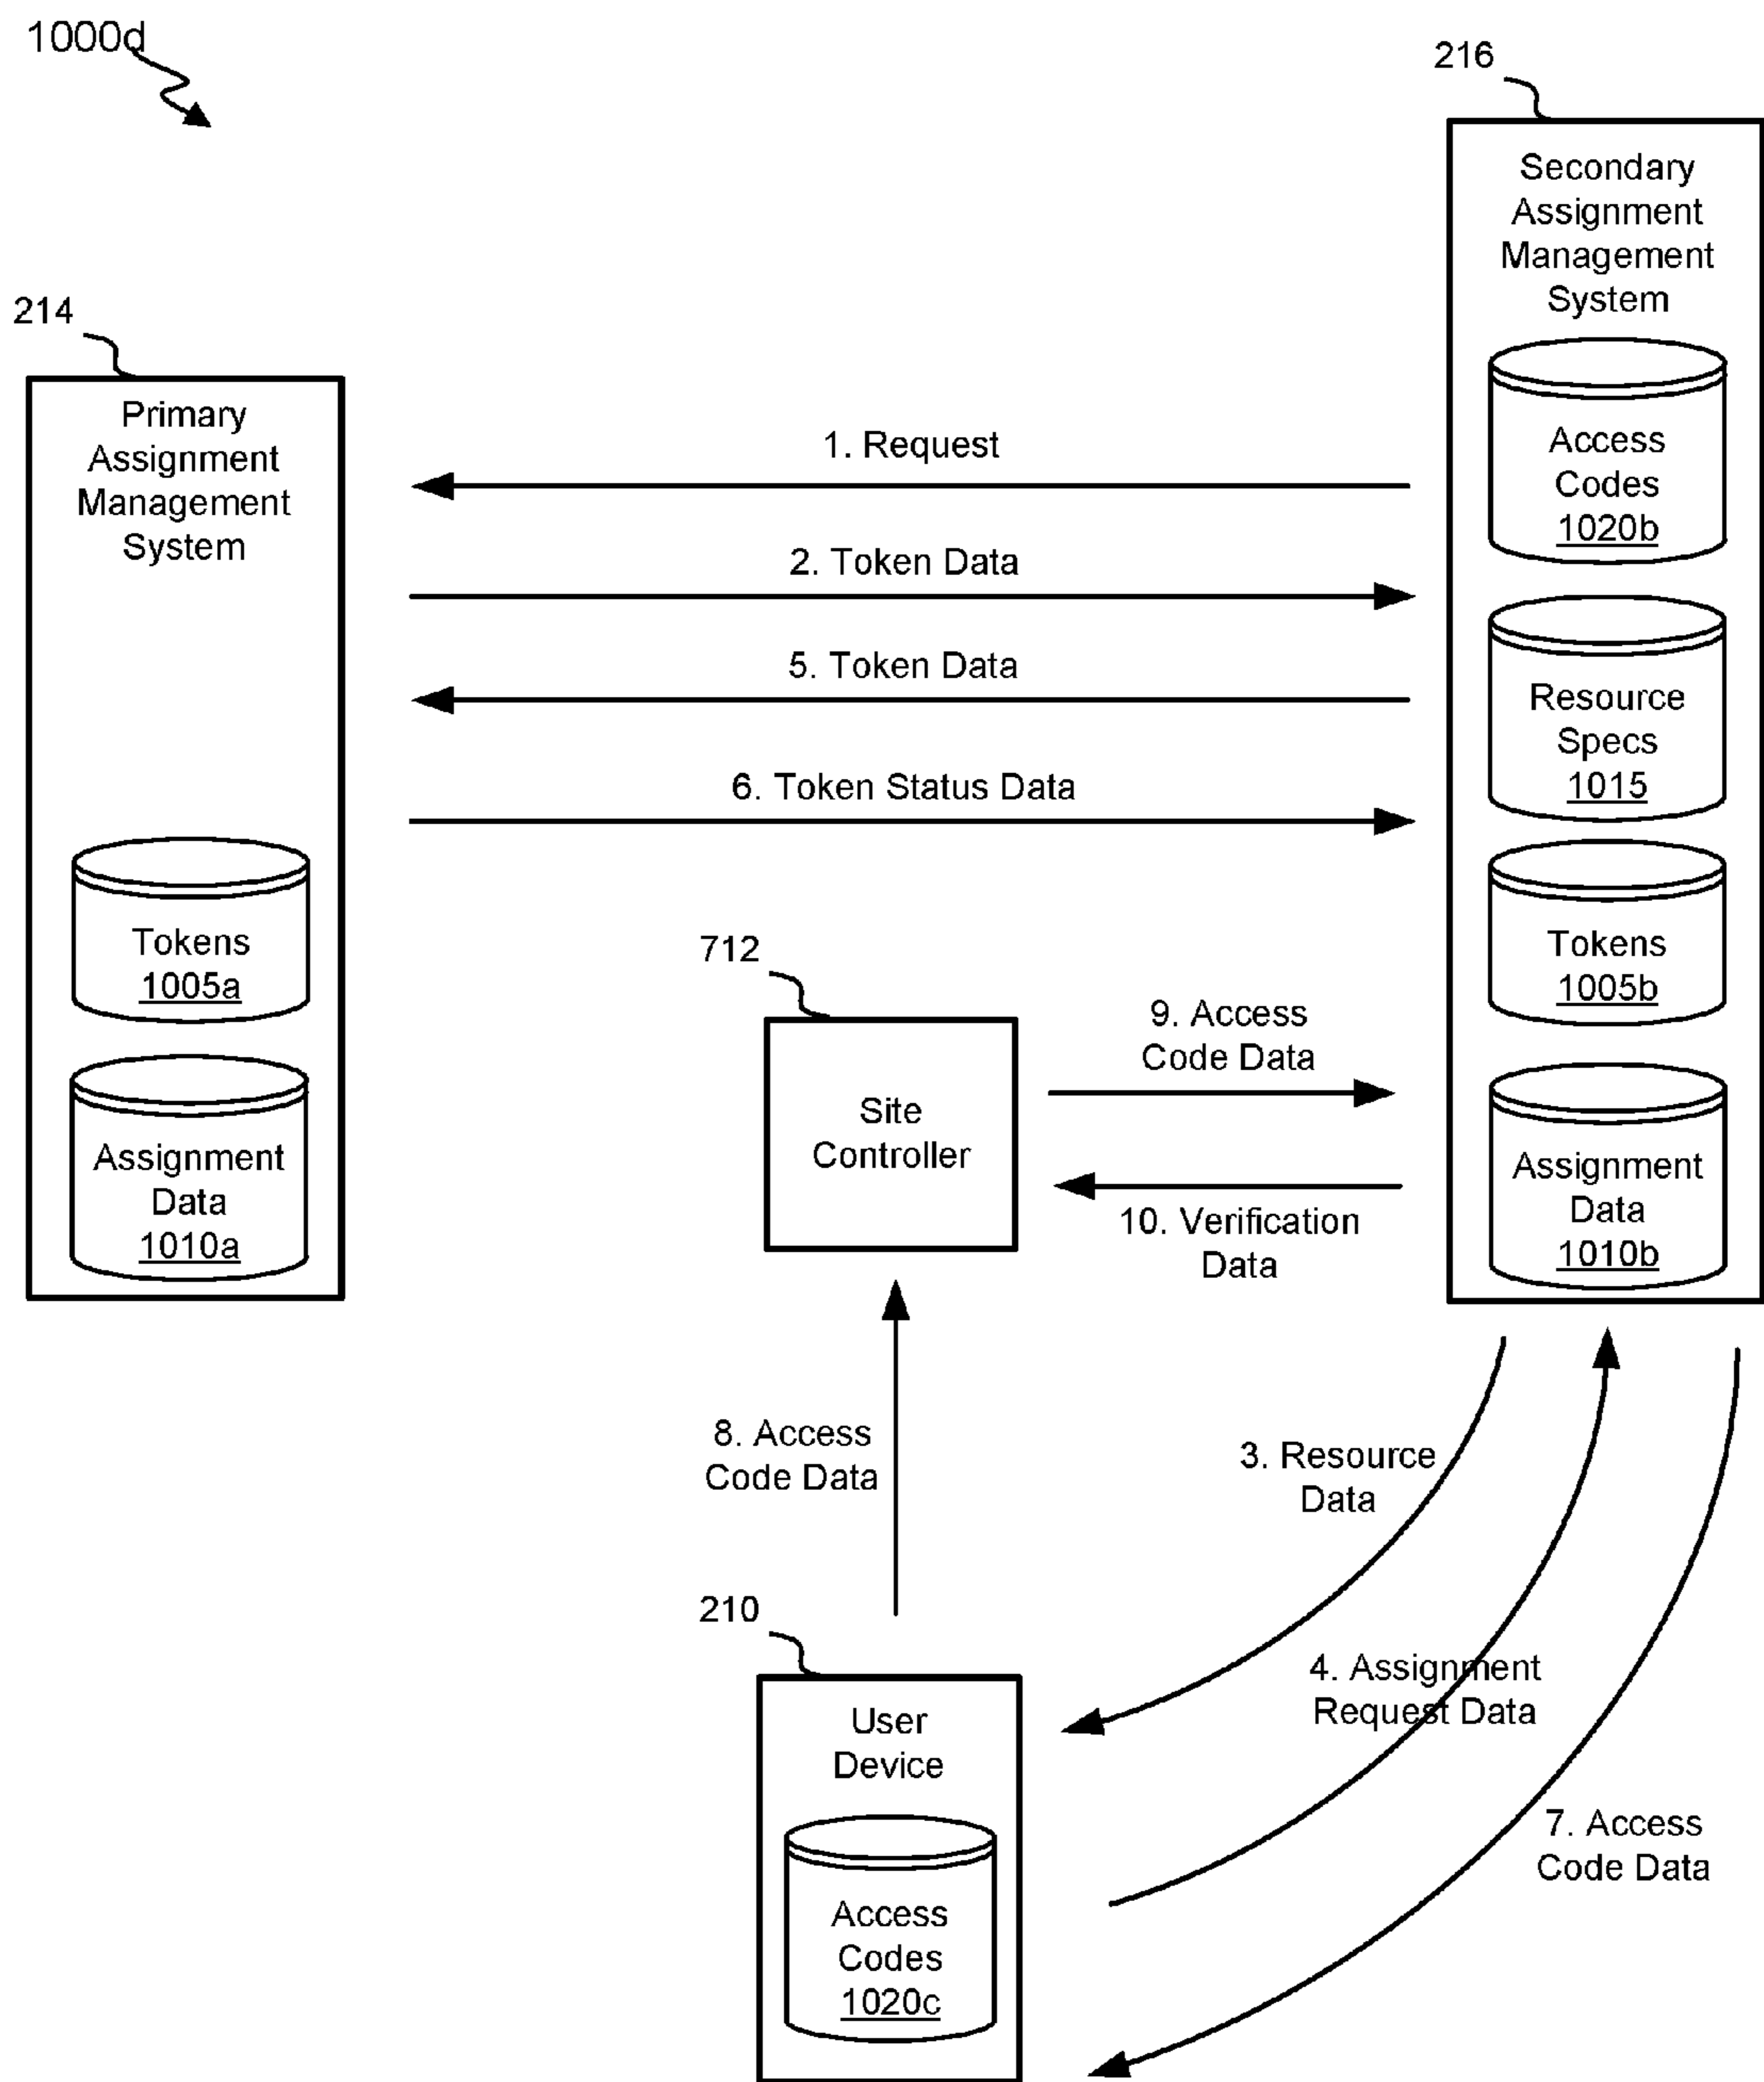 1000d
216
Secondary
Assignment
Management
System
214
Primary
Assignment
Management
System
1. Request
Access
Codes
1020b
2. Token Data
5. Token Data
Resource
Specs
1015
6. Token Status Data
Tokens
1005a
712
Tokens
1005b
9. Access
Code Data
Site
Controller
Assignment
Data
1010a
Assignment
Data
1010b
10. Verification
Data
8. Access
Code Data
3. Resource
Data
210
4. Assignment
Request Data
User
Device
7. Access
Code Data
Access
Codes
1020c